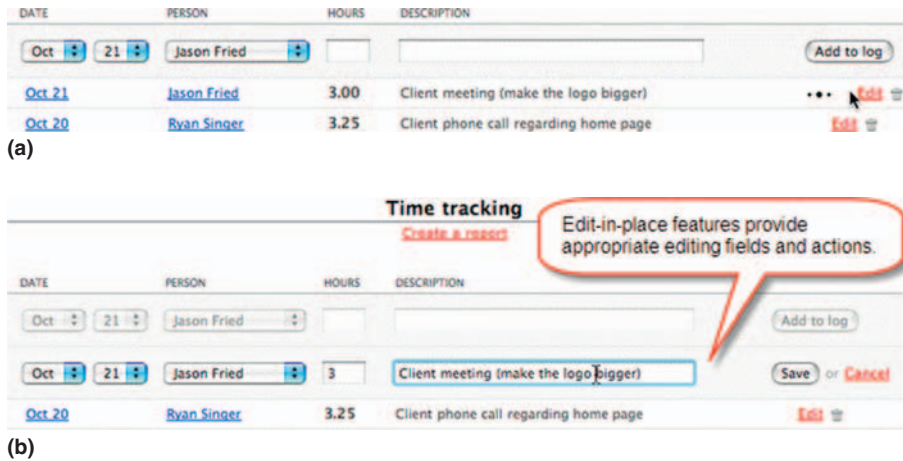 DATE PERSON HOURS DESCRIPTION
Oct 21 Jason Fried Add to log
Oct 21 Jason Fried 3.00 Client meeting (make the logo bigger) ••• Edit
Oct 20 Ryan Singer 3.25 Client phone call regarding home page Edit
(a)
Time tracking
Create a report
Edit-in-place features provide
appropriate editing fields and actions.
DATE PERSON HOURS DESCRIPTION
Oct 21 Jason Fried Add to log
Oct 21 Jason Fried 3 Client meeting (make the logo bigger) Save or Cancel
Oct 20 Ryan Singer 3.25 Client phone call regarding home page Edit
(b)